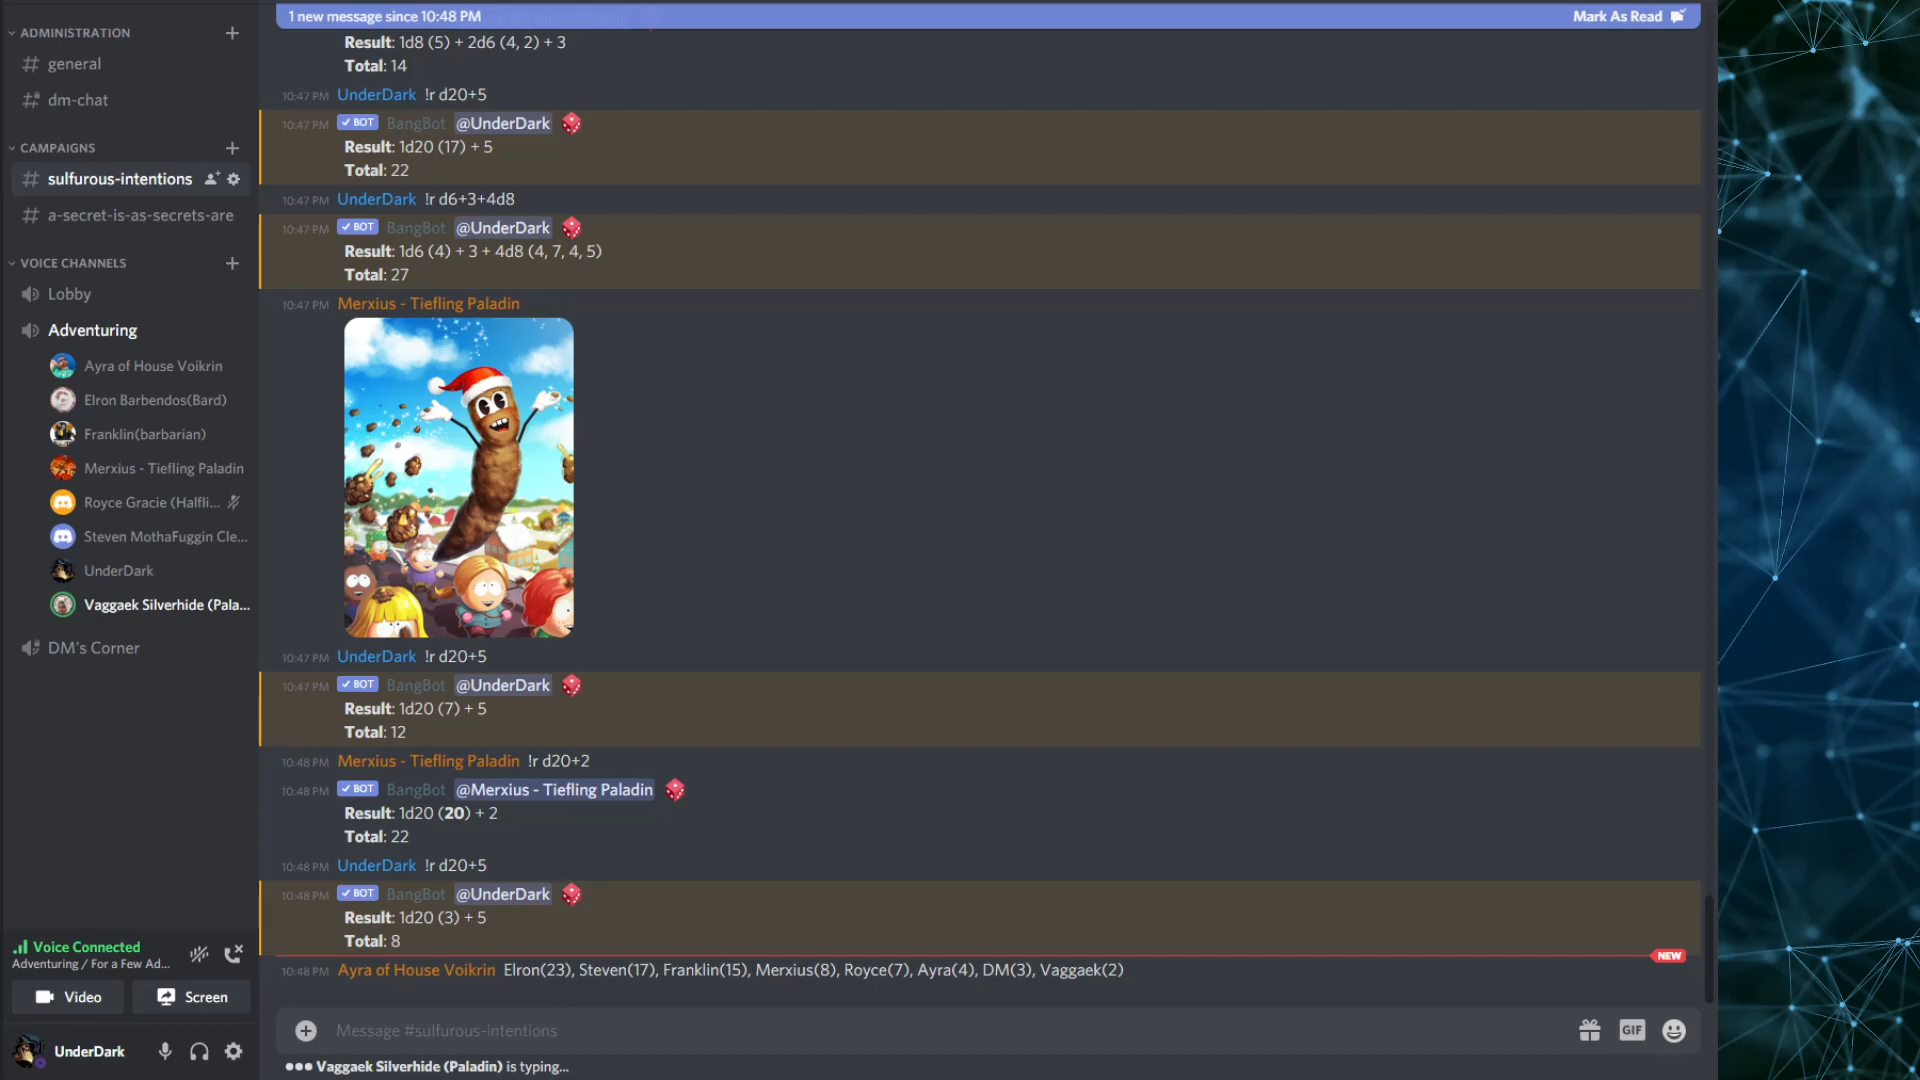 ADMINISTRATION
general
dm-chat
CAMPAIGNS
sulfurous-intentions
a-secret-is-as-secrets-are
VOICE CHANNELS
Lobby
Adventuring
Ayra of House Voikrin
Elron Barbendos(Bard)
Franklin(barbarian)
Merxius - Tiefling Paladin
Royce Gracie (Halfli...
Steven MothaFuggin Cle...
UnderDark
Vaggaek Silverhide (Pala...
DM's Corner
Voice Connected
Adventuring / For a Few Ad...
Video Screen
UnderDark
1 new message since 10:48 PM Mark As Read
Result: 1d8 (5) + 2d6 (4, 2) + 3
Total: 14
10:47 PM UnderDark !r d20+5
10:47 PM BOT BangBot @UnderDark
Result: 1d20 (17) + 5
Total: 22
10:47 PM UnderDark !r d6+3+4d8
10:47 PM BOT BangBot @UnderDark
Result: 1d6 (4) + 3 + 4d8 (4, 7, 4, 5)
Total: 27
10:47 PM Merxius - Tiefling Paladin
10:47 PM UnderDark !r d20+5
10:47 PM BOT BangBot @UnderDark
Result: 1d20 (7) + 5
Total: 12
10:48 PM Merxius - Tiefling Paladin !r d20+2
10:48 PM BOT BangBot @Merxius - Tiefling Paladin
Result: 1d20 (20) + 2
Total: 22
10:48 PM UnderDark !r d20+5
10:48 PM BOT BangBot @UnderDark
Result: 1d20 (3) + 5
Total: 8
NEW
10:48 PM Ayra of House Voikrin Elron(23), Steven(17), Franklin(15), Merxius(8), Royce(7), Ayra(4), DM(3), Vaggaek(2)
Message #sulfurous-intentions GIF
Vaggaek Silverhide (Paladin) is typing...